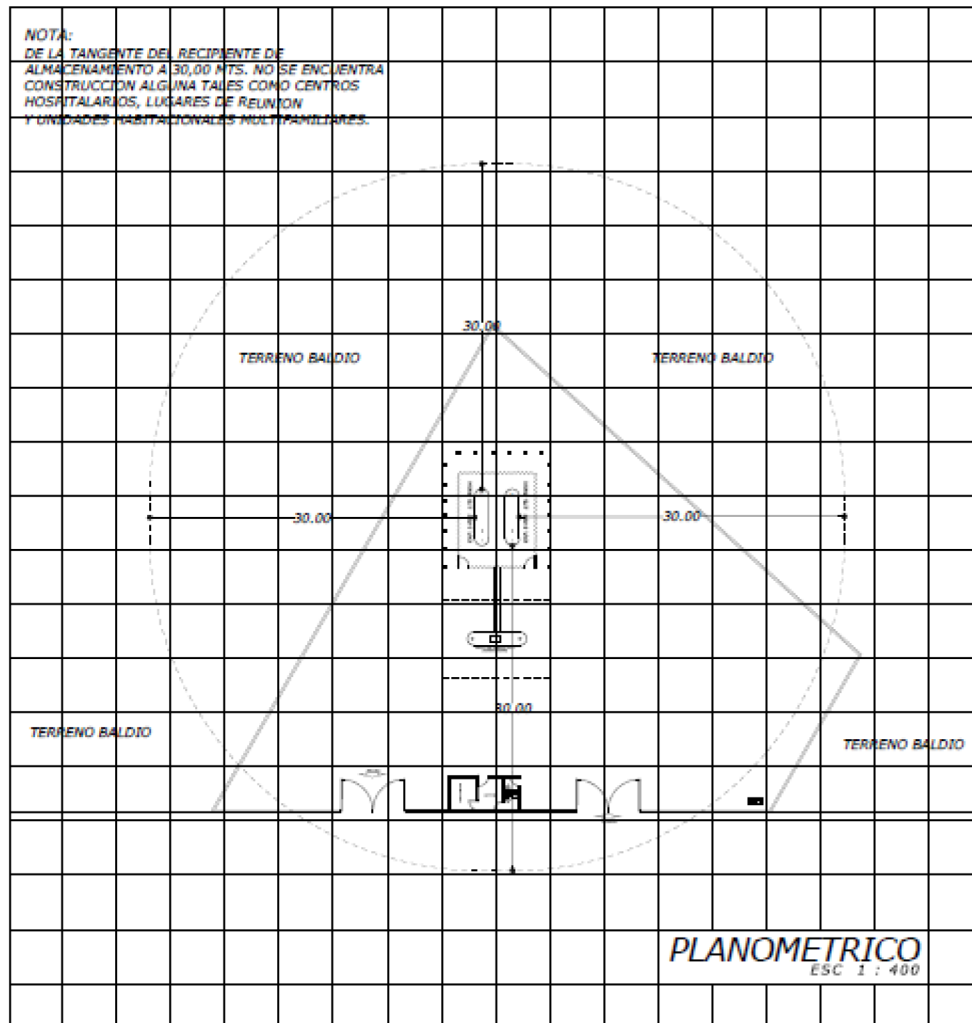 NOTA:
DE LA TANGENTE DEL RECIPIENTE DE
ALMACENAMIENTO A 30,00 MTS. NO SE ENCUENTRA
CONSTRUCCION ALGUNA TALES COMO CENTROS
HOSPITALARIOS, LUGARES DE REUNION
Y UNIDADES HABITACIONALES MULTIFAMILIARES.
30.00
TERRENO BALDIO
TERRENO BALDIO
30.00
30.00
30.00
TERRENO BALDIO
TERRENO BALDIO
PLANOMETRICO
ESC 1 : 400